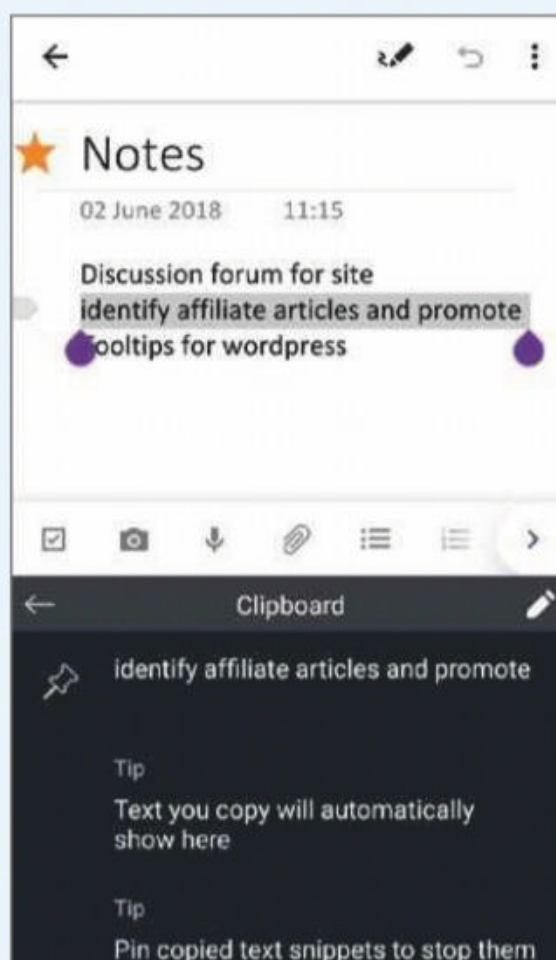 Notes
02 June 2018 11:15
Discussion forum for site
identify affiliate articles and promote
Tooltips for wordpress
Clipboard
identify affiliate articles and promote
Tip
Text you copy will automatically
show here
Tip
Pin copied text snippets to stop them